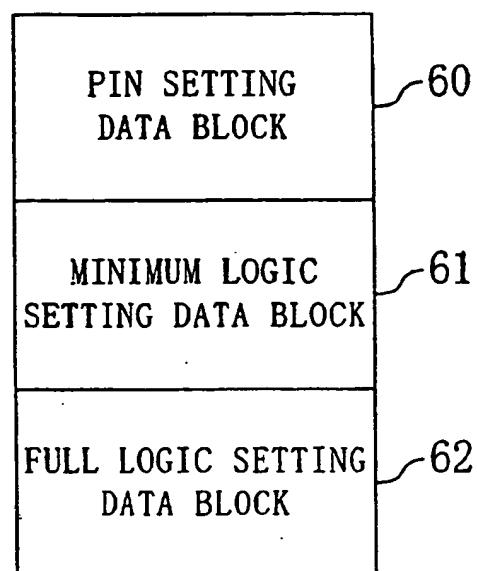 PIN SETTING
DATA BLOCK
60
MINIMUM LOGIC
SETTING DATA BLOCK
61
FULL LOGIC SETTING
DATA BLOCK
62